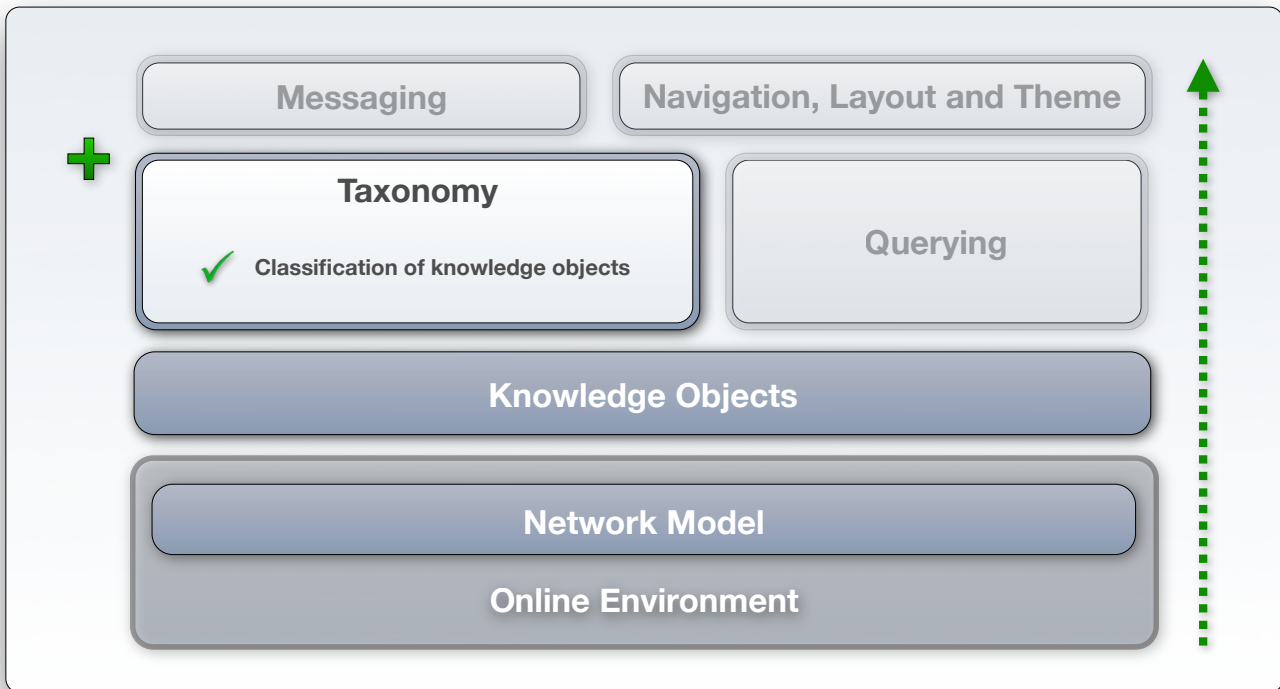 Messaging
Navigation, Layout and Theme
Taxonomy
Classification of knowledge objects
Querying
Knowledge Objects
Network Model
Online Environment